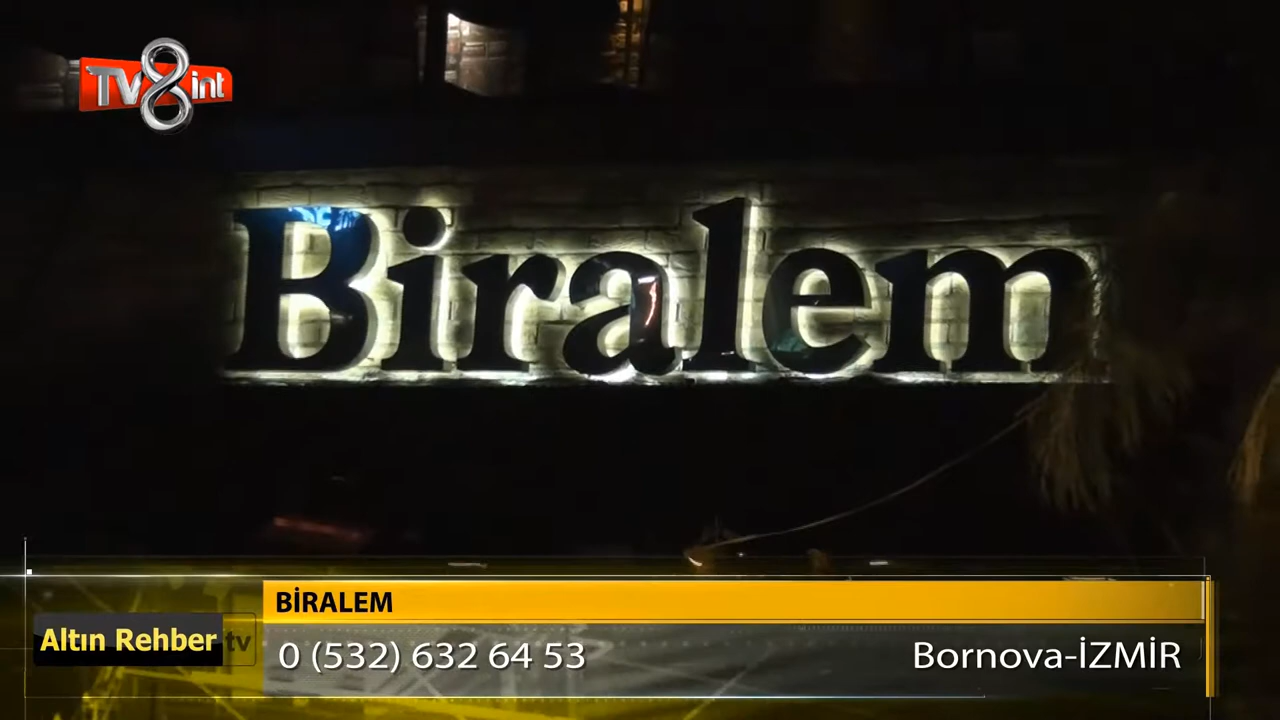 TV8int
Biralem
BİRALEM
Altın Rehber tv
0 (532) 632 64 53
Bornova-İZMİR